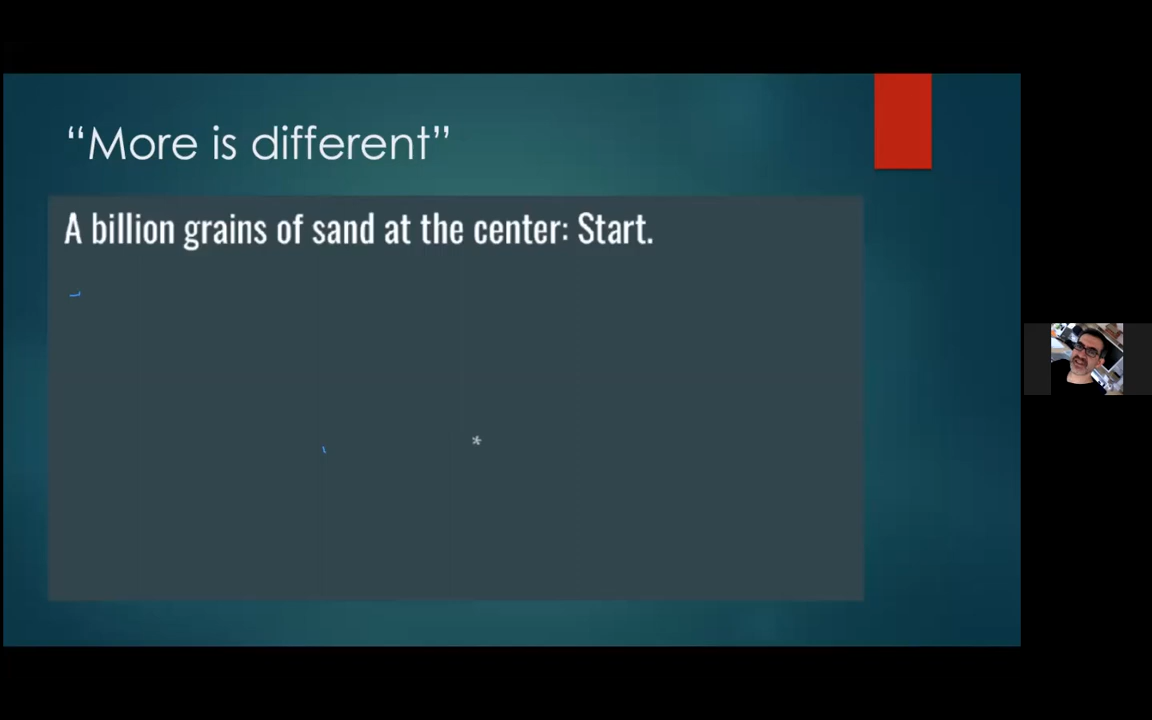 “More is different”
A billion grains of sand at the center: Start.
*